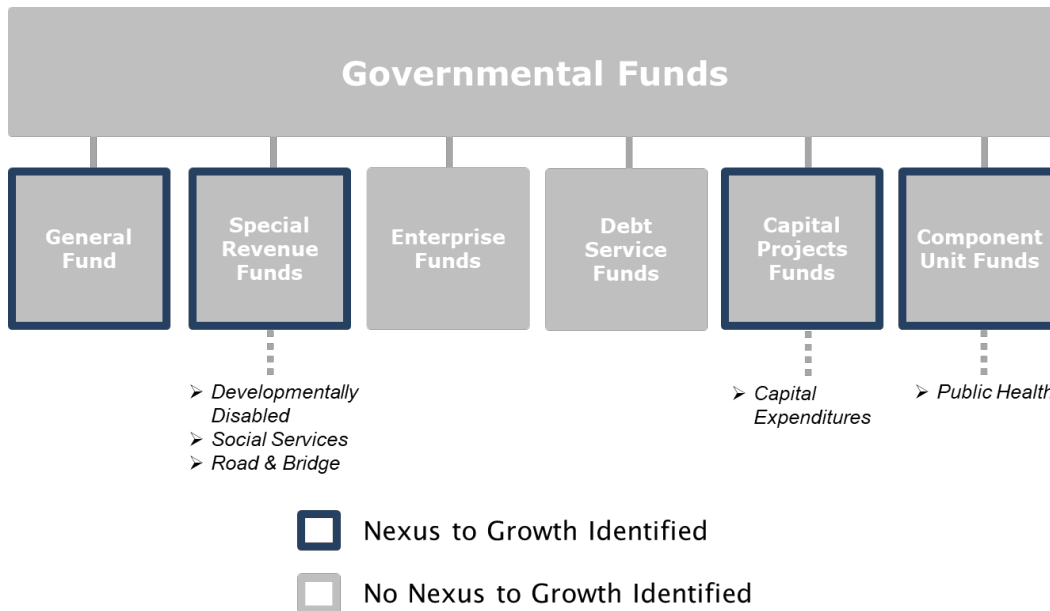 Governmental Funds
General
Fund
Special
Revenue
Funds
Enterprise
Funds
Debt
Service
Funds
Capital
Projects
Funds
Component
Unit Funds
➢ Developmentally
Disabled
➢ Social Services
➢ Road & Bridge
➢ Capital
Expenditures
➢ Public Health
Nexus to Growth Identified
No Nexus to Growth Identified